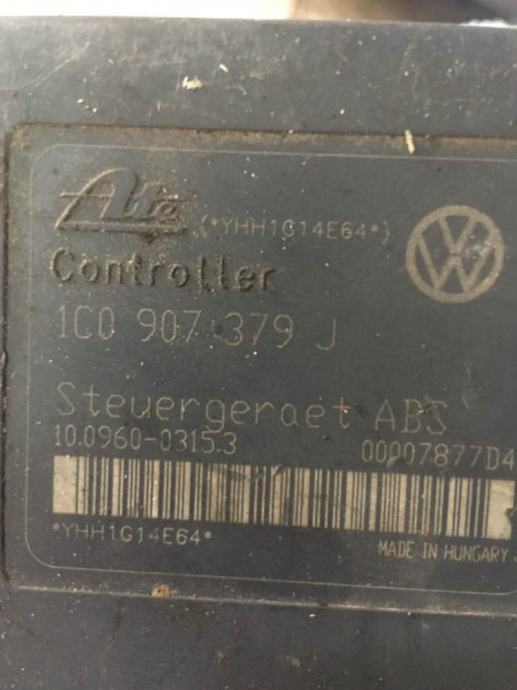 Ate (*YHH1G14E64*)
Controller
1C0 907 379 J
Steuergeraet ABS
10.0960-0315.3 00007877D4
*YHH1G14E64*
MADE IN HUNGARY